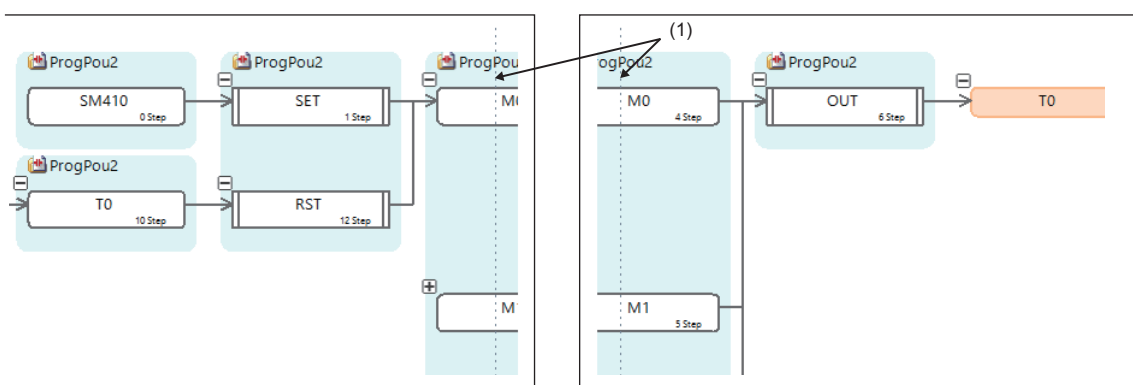 (1)
ProgPou2
SM410
0 Step
ProgPou2
SET
1 Step
ProgPou
M
ProgPou2
T0
10 Step
RST
12 Step
M
rogPou2
M0
4 Step
ProgPou2
OUT
6 Step
T0
M1
5 Step